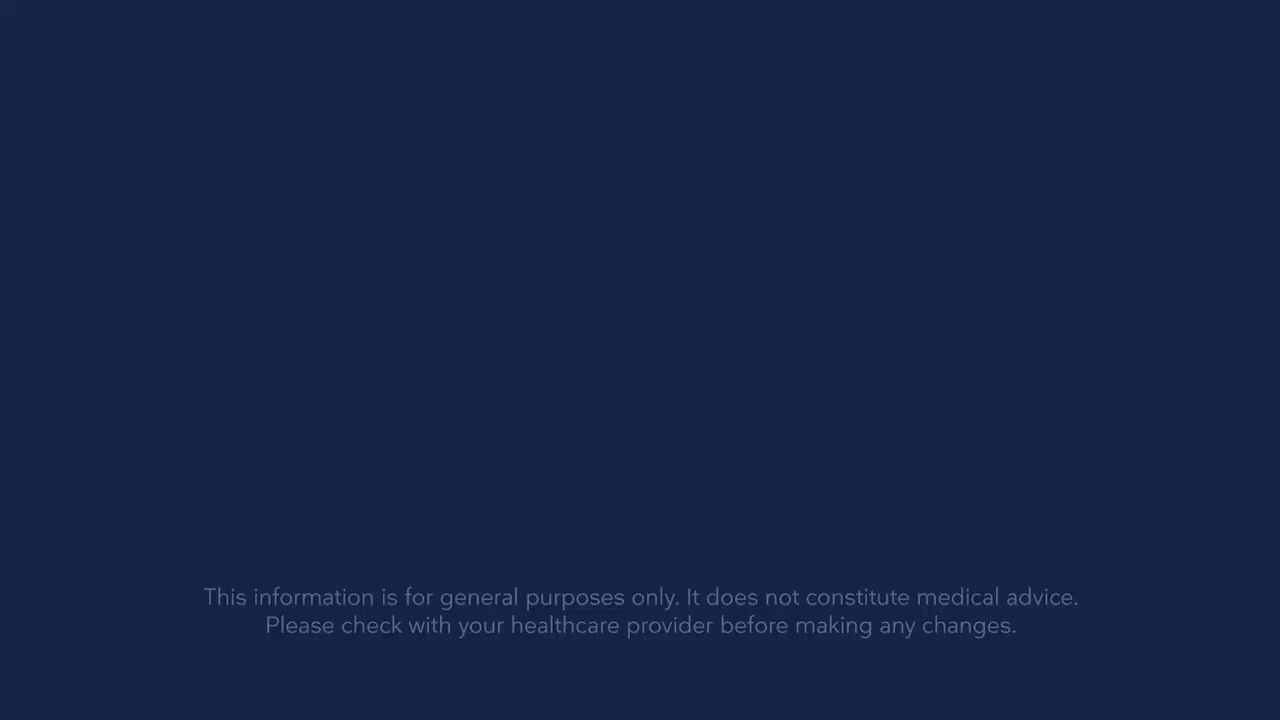 This information is for general purposes only. It does not constitute medical advice.
Please check with your healthcare provider before making any changes.